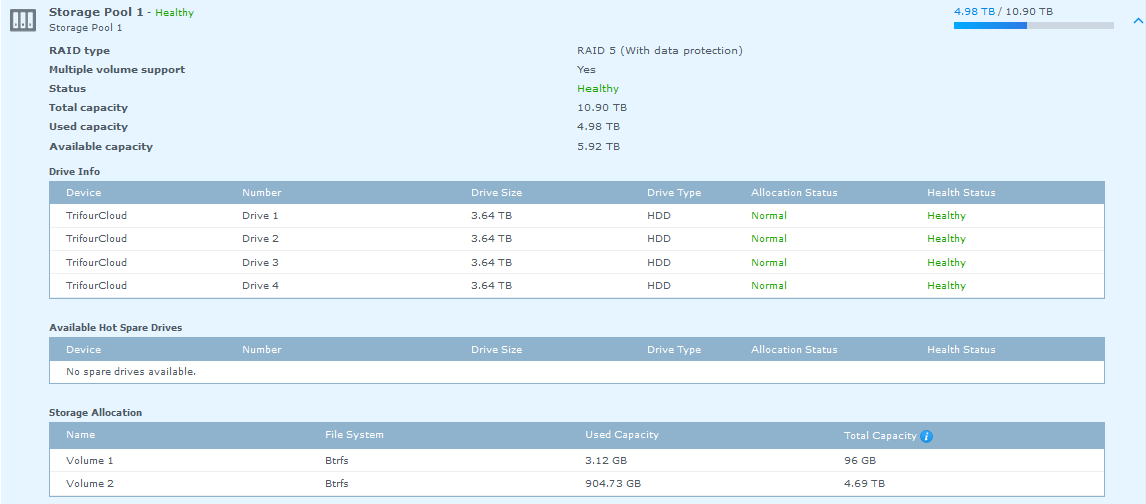 Storage Pool 1 - Healthy 4.98 TB / 10.90 TB
Storage Pool 1
RAID type RAID 5 (With data protection)
Multiple volume support Yes
Status Healthy
Total capacity 10.90 TB
Used capacity 4.98 TB
Available capacity 5.92 TB
Drive Info
Device Number Drive Size Drive Type Allocation Status Health Status
TrifourCloud Drive 1 3.64 TB HDD Normal Healthy
TrifourCloud Drive 2 3.64 TB HDD Normal Healthy
TrifourCloud Drive 3 3.64 TB HDD Normal Healthy
TrifourCloud Drive 4 3.64 TB HDD Normal Healthy
Available Hot Spare Drives
Device Number Drive Size Drive Type Allocation Status Health Status
No spare drives available.
Storage Allocation
Name File System Used Capacity Total Capacity i
Volume 1 Btrfs 3.12 GB 96 GB
Volume 2 Btrfs 904.73 GB 4.69 TB